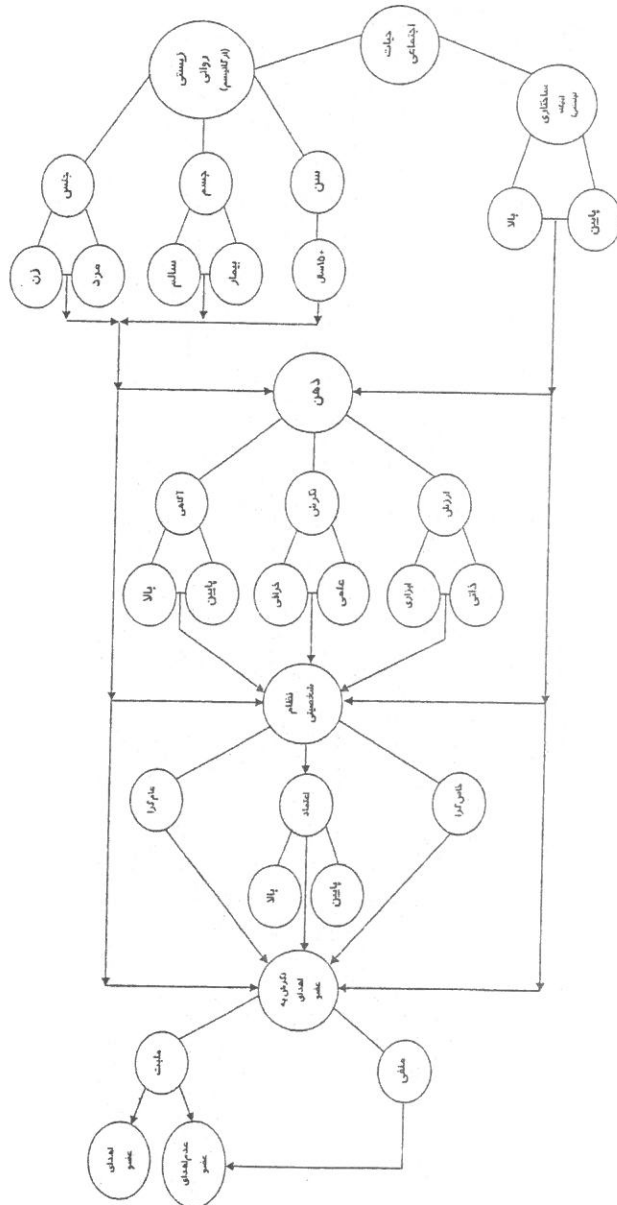 حیات
اجتماعی
زیستی
روانی
(ارگانیسم)
ساختاری
جنس
جسم
سن
بالا
پایین
زن
مرد
سالم
بیمار
ذهن
آگاهی
نگرش
ارزش
بالا
پایین
خرافی
علمی
ابزاری
ذاتی
نظام
شخصیتی
عام‌گرا
اعتماد
خاص‌گرا
بالا
پایین
نگرش به
اهدای
عضو
مثبت
منفی
اهدای
عضو
عدم اهدای
عضو